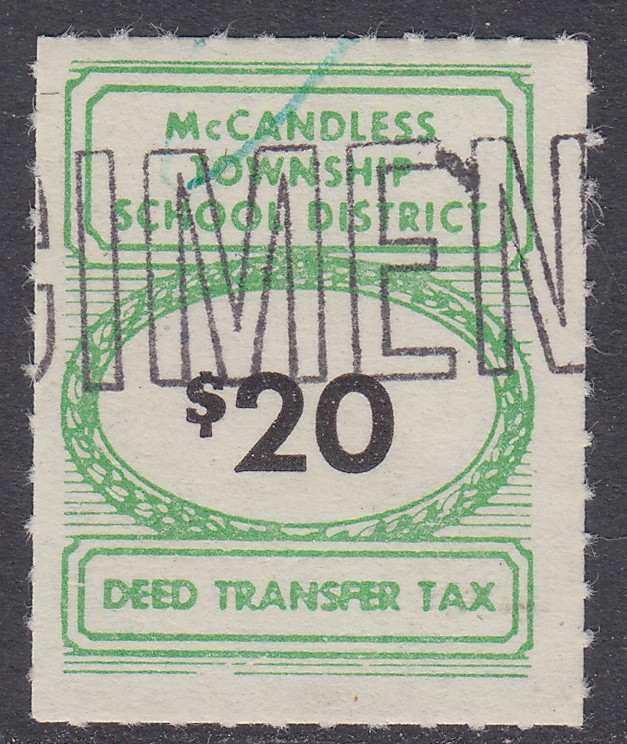 McCANDLESS
TOWNSHIP
SCHOOL DISTRICT
CIMEN
$20
DEED TRANSFER TAX